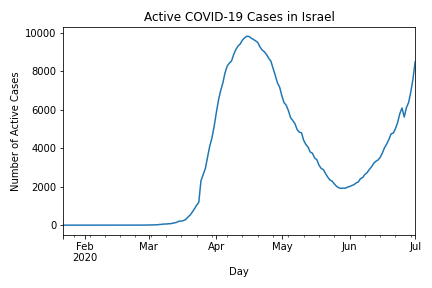 Active COVID-19 Cases in Israel
10000
8000
6000
4000
2000
0
Number of Active Cases
Feb
2020
Mar
Apr
May
Jun
Jul
Day